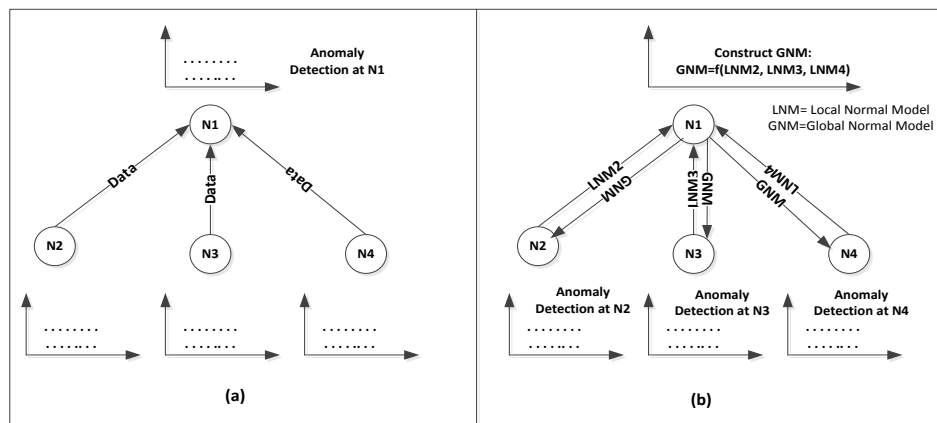 Anomaly
Detection at N1
N1
Data
Data
Data
N2
N3
N4
(a)
Construct GNM:
GNM=f(LNM2, LNM3, LNM4)
LNM= Local Normal Model
GNM=Global Normal Model
N1
LNM2
GNM
LNM3
GNM
GNM
LNM4
N2
N3
N4
Anomaly
Detection at N2
Anomaly
Detection at N3
Anomaly
Detection at N4
(b)